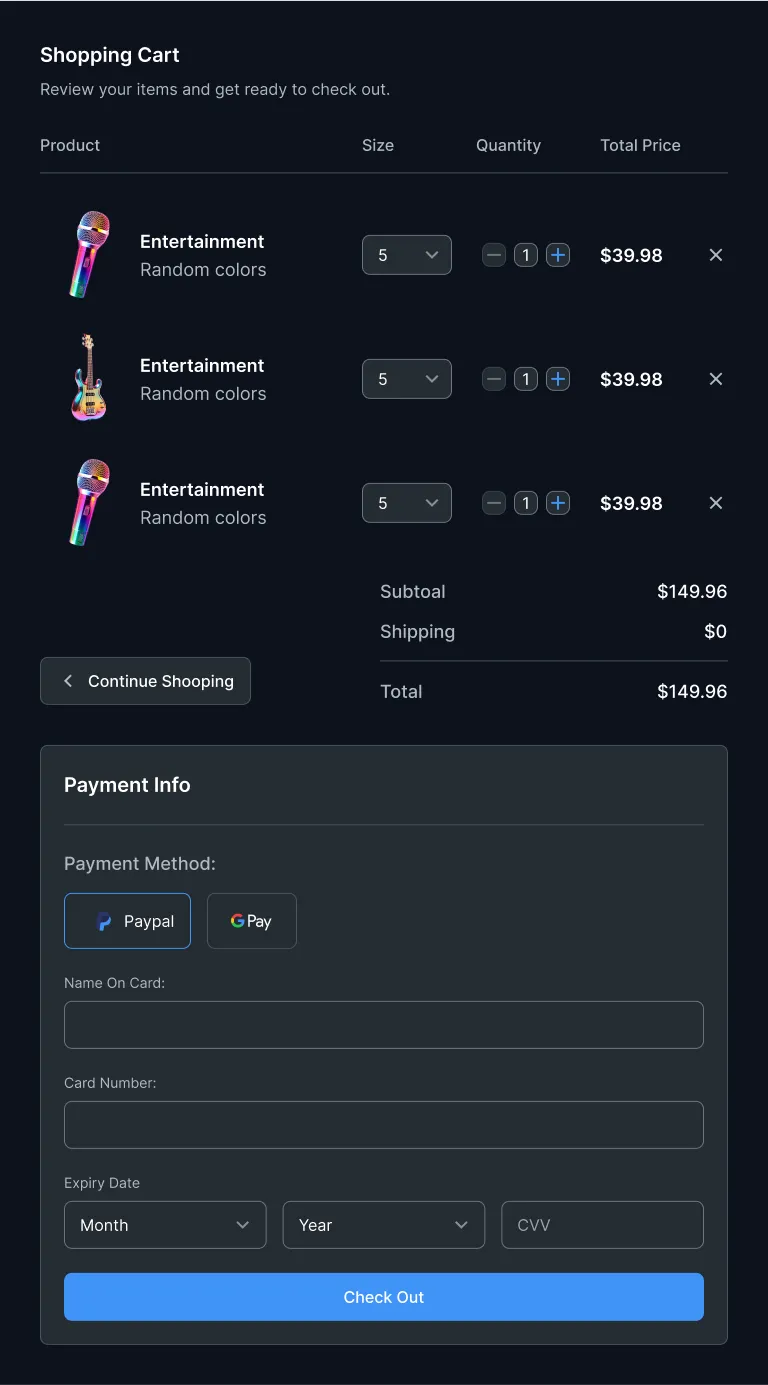 Shopping Cart
Review your items and get ready to check out.
Product Size Quantity Total Price
Entertainment
Random colors
5 1 $39.98
Entertainment
Random colors
5 1 $39.98
Entertainment
Random colors
5 1 $39.98
Subtoal $149.96
Shipping $0
Continue Shooping
Total $149.96
Payment Info
Payment Method:
Paypal G Pay
Name On Card:
Card Number:
Expiry Date
Month Year CVV
Check Out